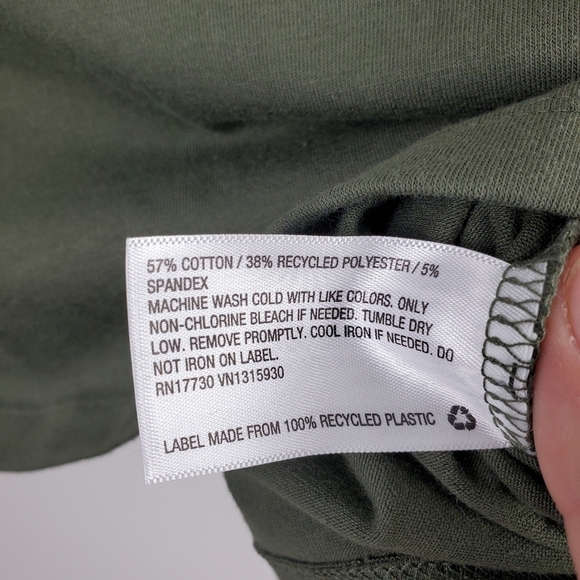 57% COTTON / 38% RECYCLED POLYESTER / 5%
SPANDEX
MACHINE WASH COLD WITH LIKE COLORS. ONLY
NON-CHLORINE BLEACH IF NEEDED. TUMBLE DRY
LOW. REMOVE PROMPTLY. COOL IRON IF NEEDED. DO
NOT IRON ON LABEL.
RN17730 VN1315930
LABEL MADE FROM 100% RECYCLED PLASTIC